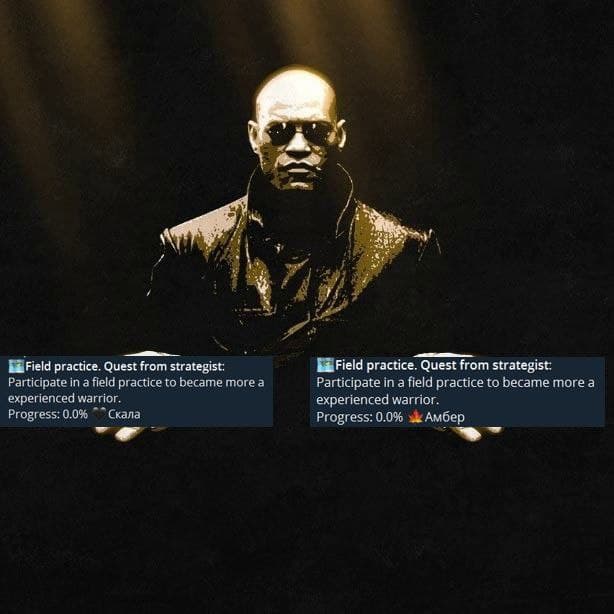 Field practice. Quest from strategist:
Participate in a field practice to became more a
experienced warrior.
Progress: 0.0% 🖤Скала
Field practice. Quest from strategist:
Participate in a field practice to became more a
experienced warrior.
Progress: 0.0% 🍁Амбер